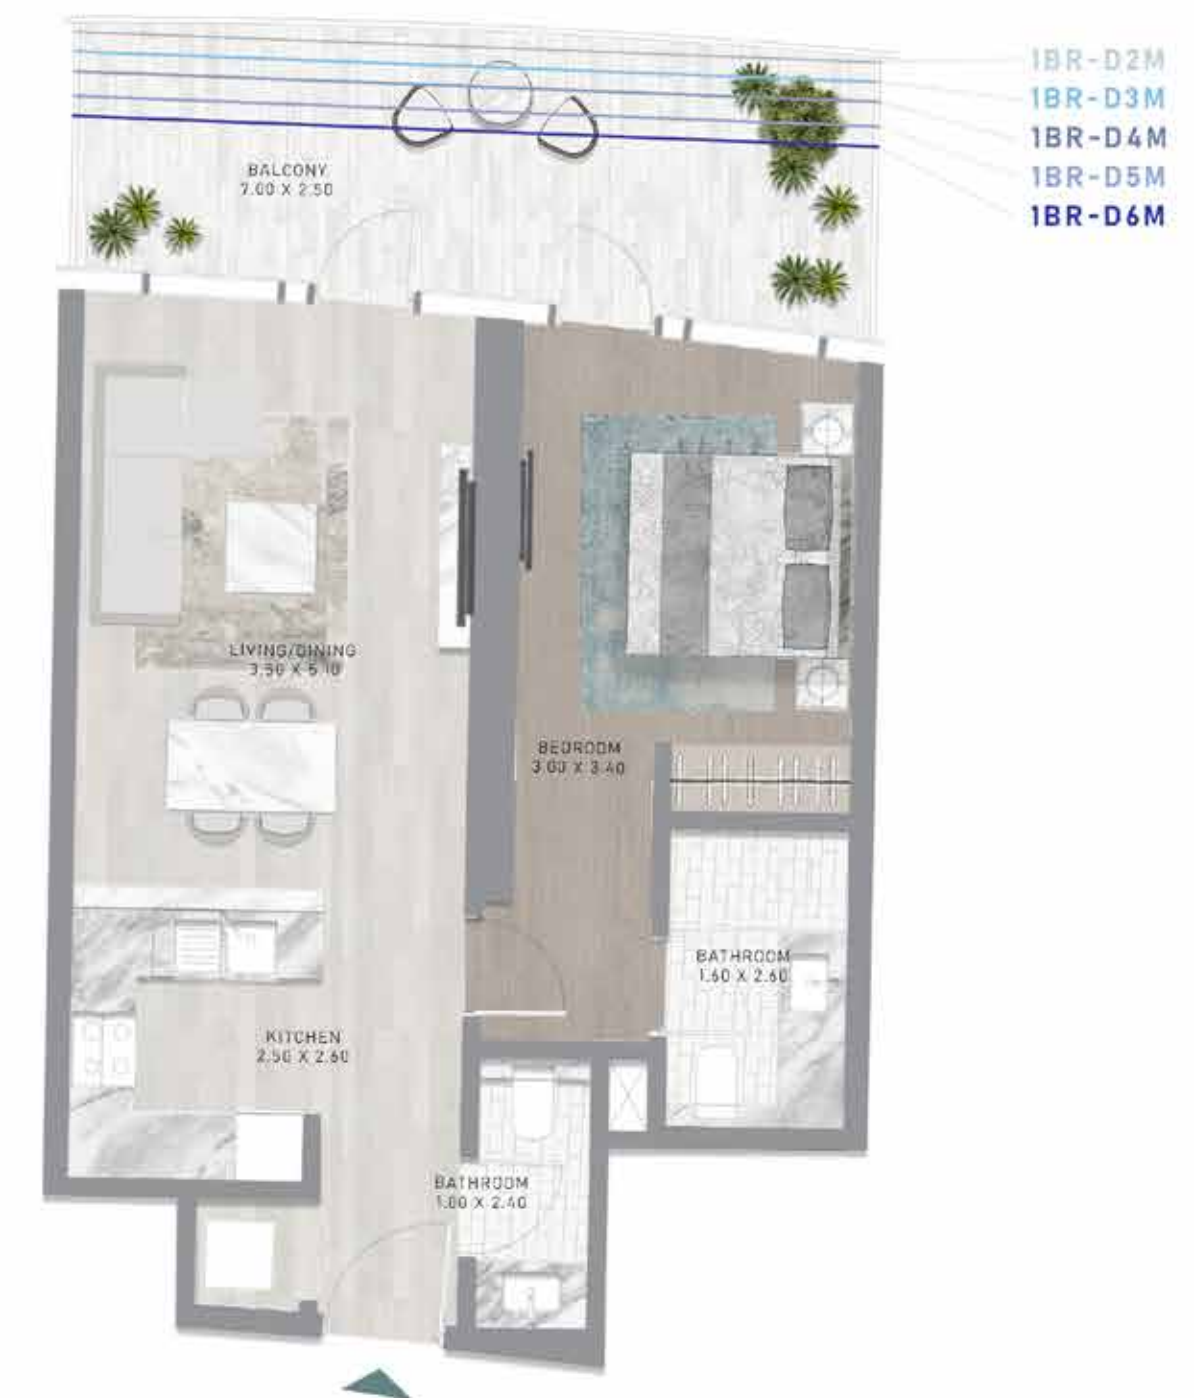 1BR-D2M
1BR-D3M
1BR-D4M
1BR-D5M
1BR-D6M
BALCONY
7.00 X 2.50
LIVING/DINING
3.50 X 5.10
BEDROOM
3.00 X 3.40
BATHROOM
1.60 X 2.60
KITCHEN
2.50 X 2.60
BATHROOM
1.00 X 2.40